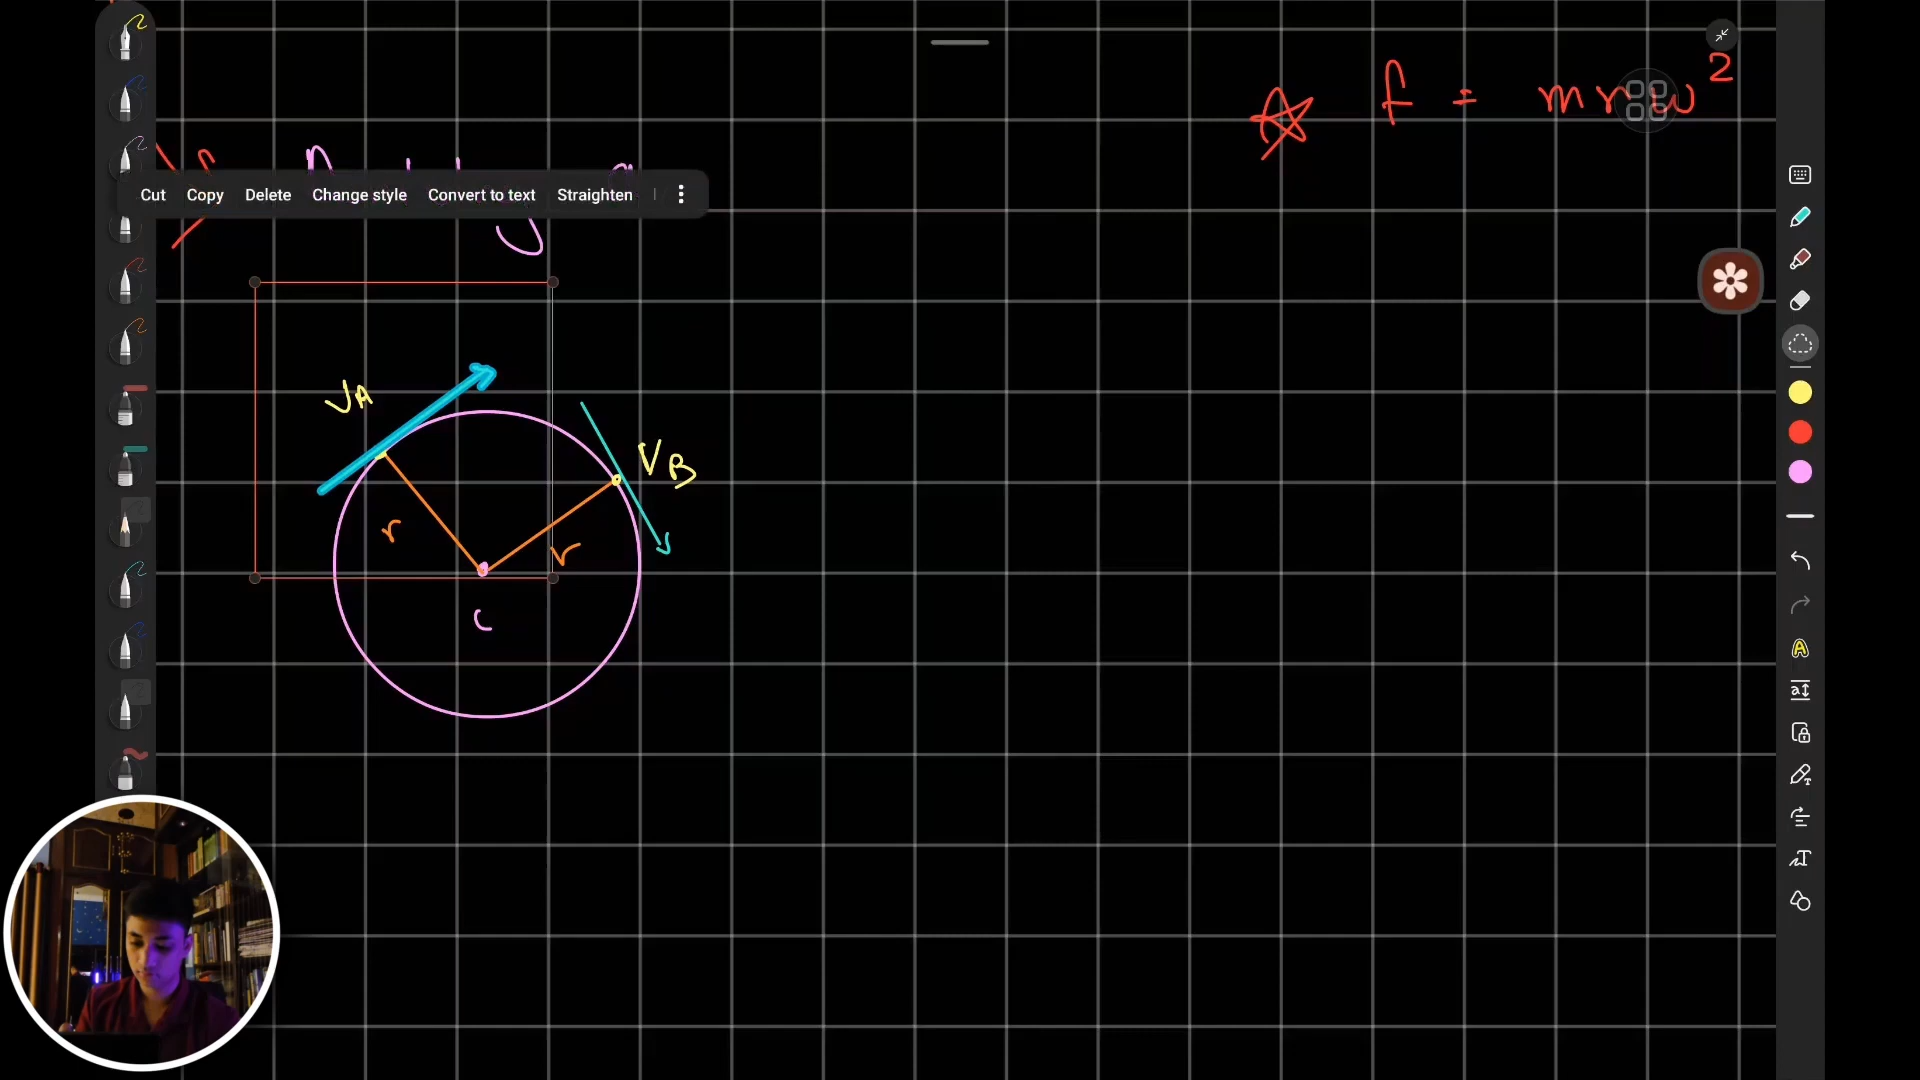 f = mrω²
Cut Copy Delete Change style Convert to text Straighten
VA
VB
r
r
C